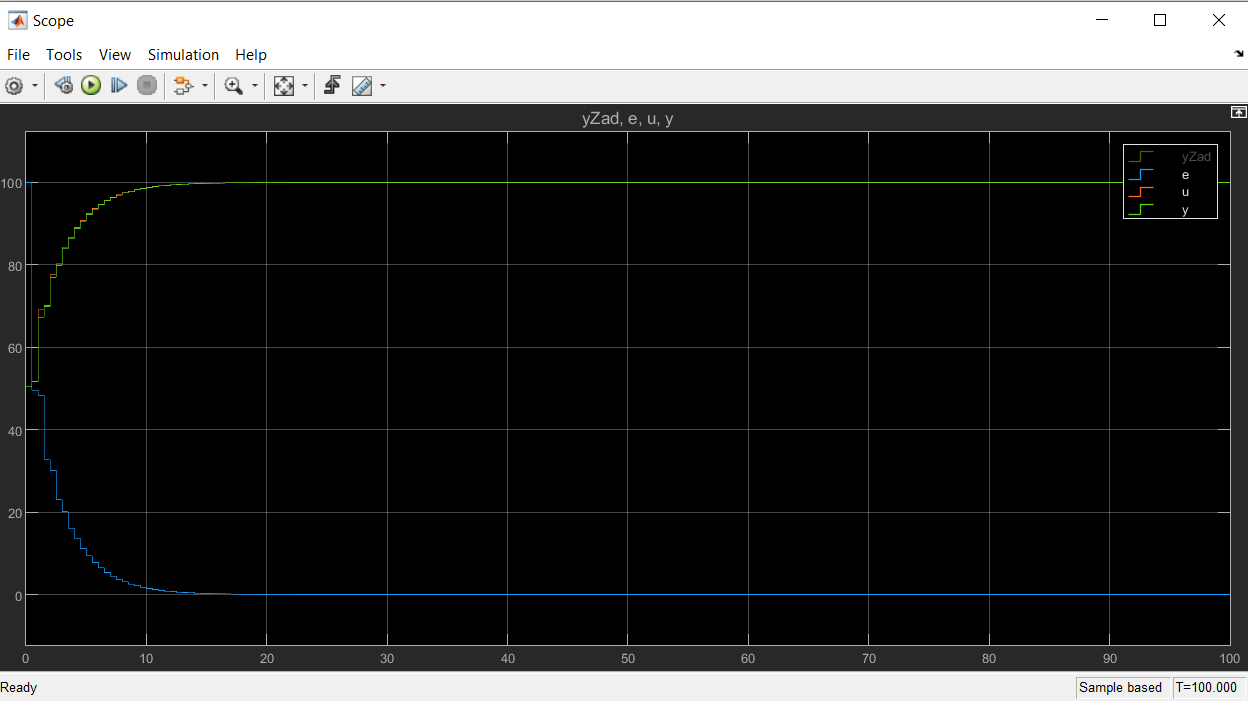 Scope
File Tools View Simulation Help
yZad, e, u, y
yZad
e
u
y
100
80
60
40
20
0
0 10 20 30 40 50 60 70 80 90 100
Ready
Sample based T=100.000